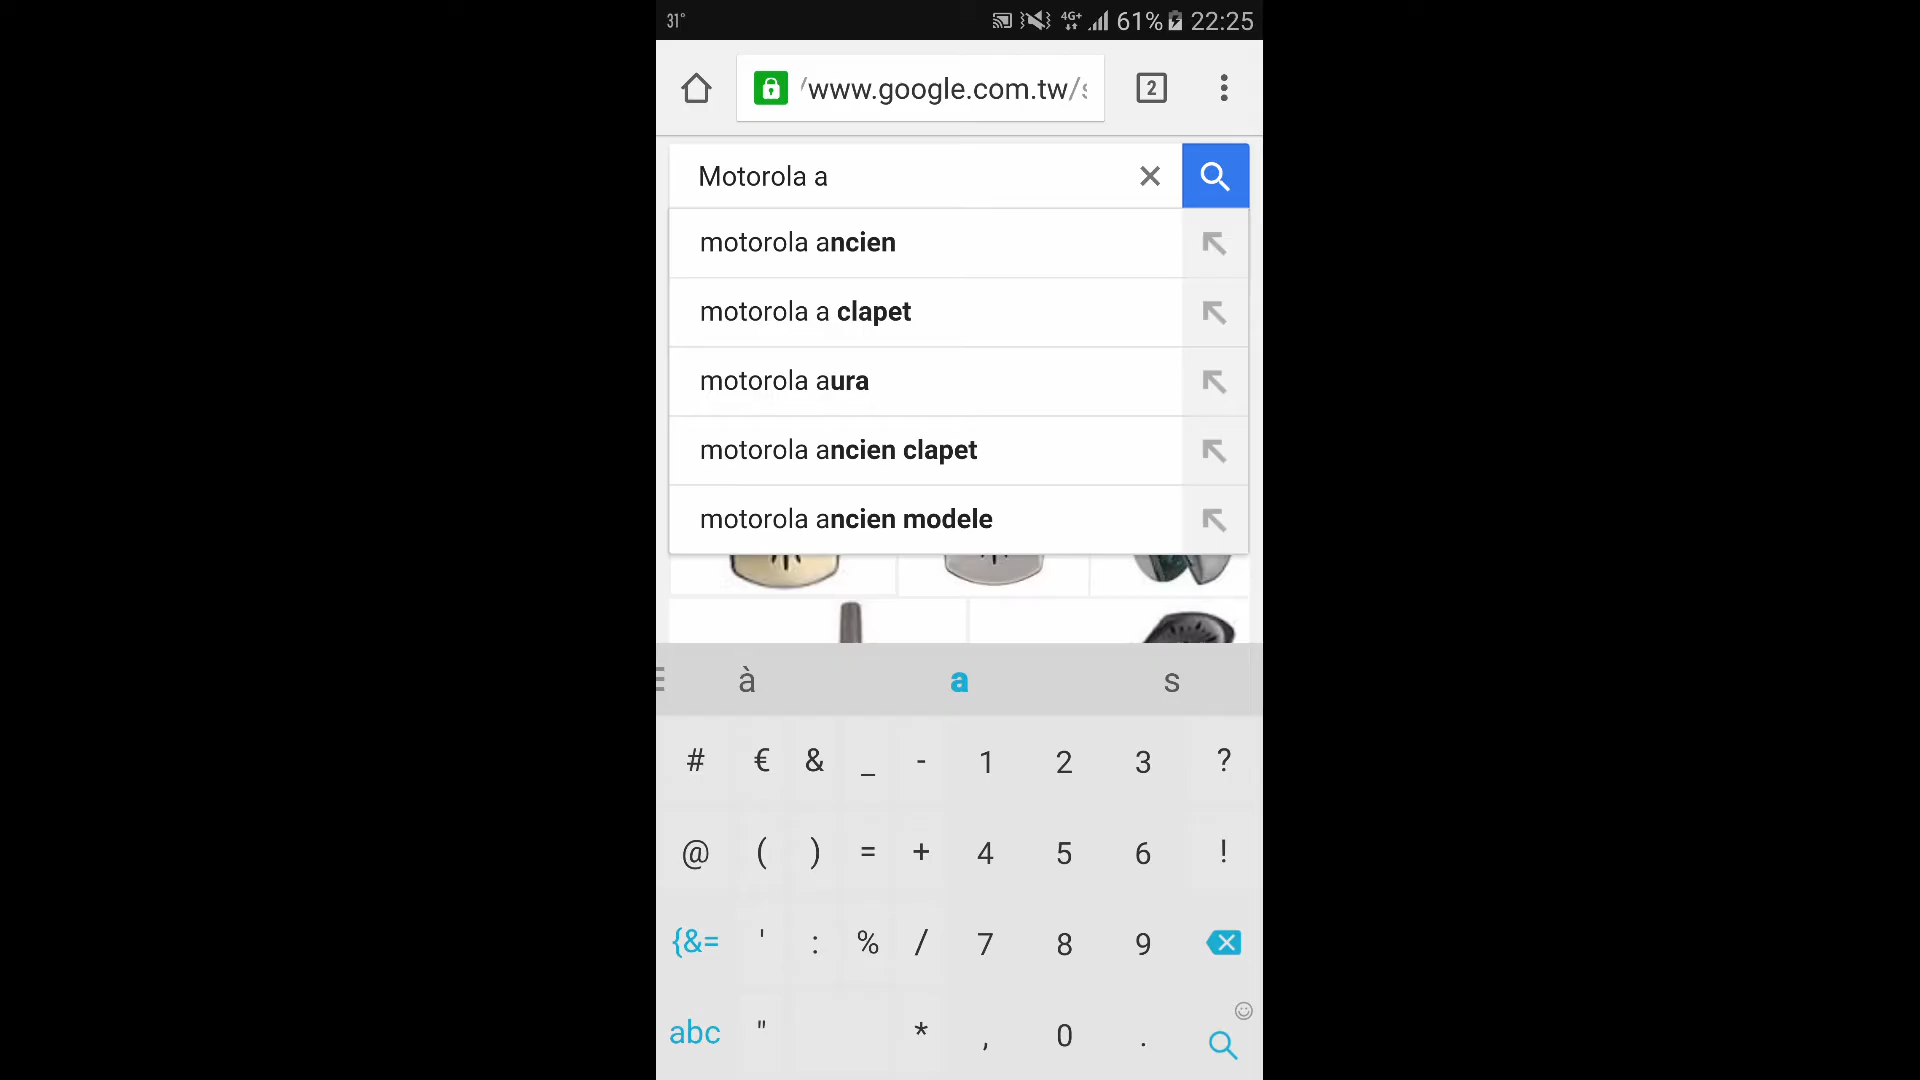 31°
4G+ 61% 22:25
/www.google.com.tw/s
2
Motorola a
motorola ancien
motorola a clapet
motorola aura
motorola ancien clapet
motorola ancien modele
à a s
# € & _ - 1 2 3 ?
@ ( ) = + 4 5 6 !
{&= ' : % / 7 8 9
abc " * , 0 .